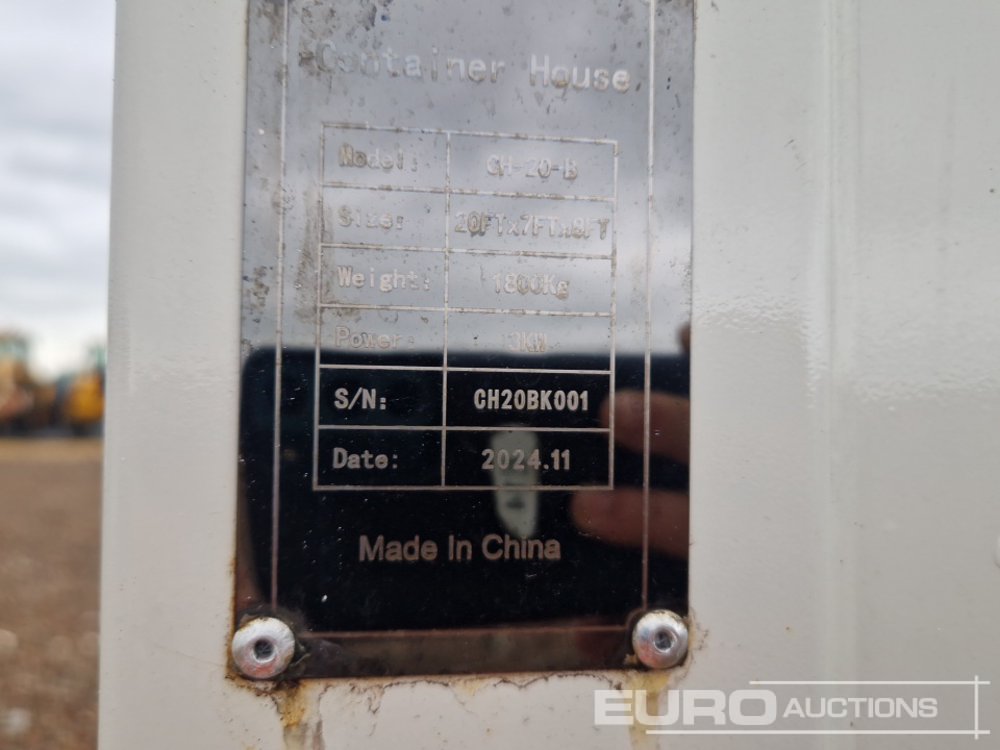 Container House
Model: CH-20-B
Size: 20FTx7FTx8FT
Weight: 1800Kg
Power: 3KW
S/N: CH20BK001
Date: 2024.11
Made In China
EURO AUCTIONS